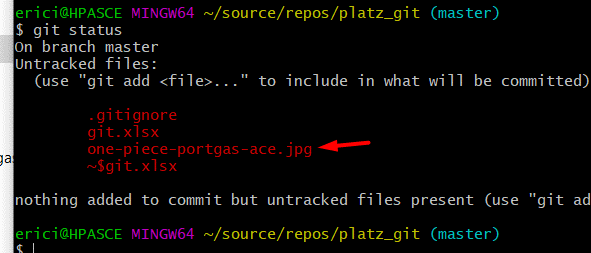 erici@HPASCE MINGW64 ~/source/repos/platz_git (master)
$ git status
On branch master
Untracked files:
(use "git add <file>..." to include in what will be committed)
.gitignore
git.xlsx
one-piece-portgas-ace.jpg
~$git.xlsx
nothing added to commit but untracked files present (use "git ad
erici@HPASCE MINGW64 ~/source/repos/platz_git (master)
$